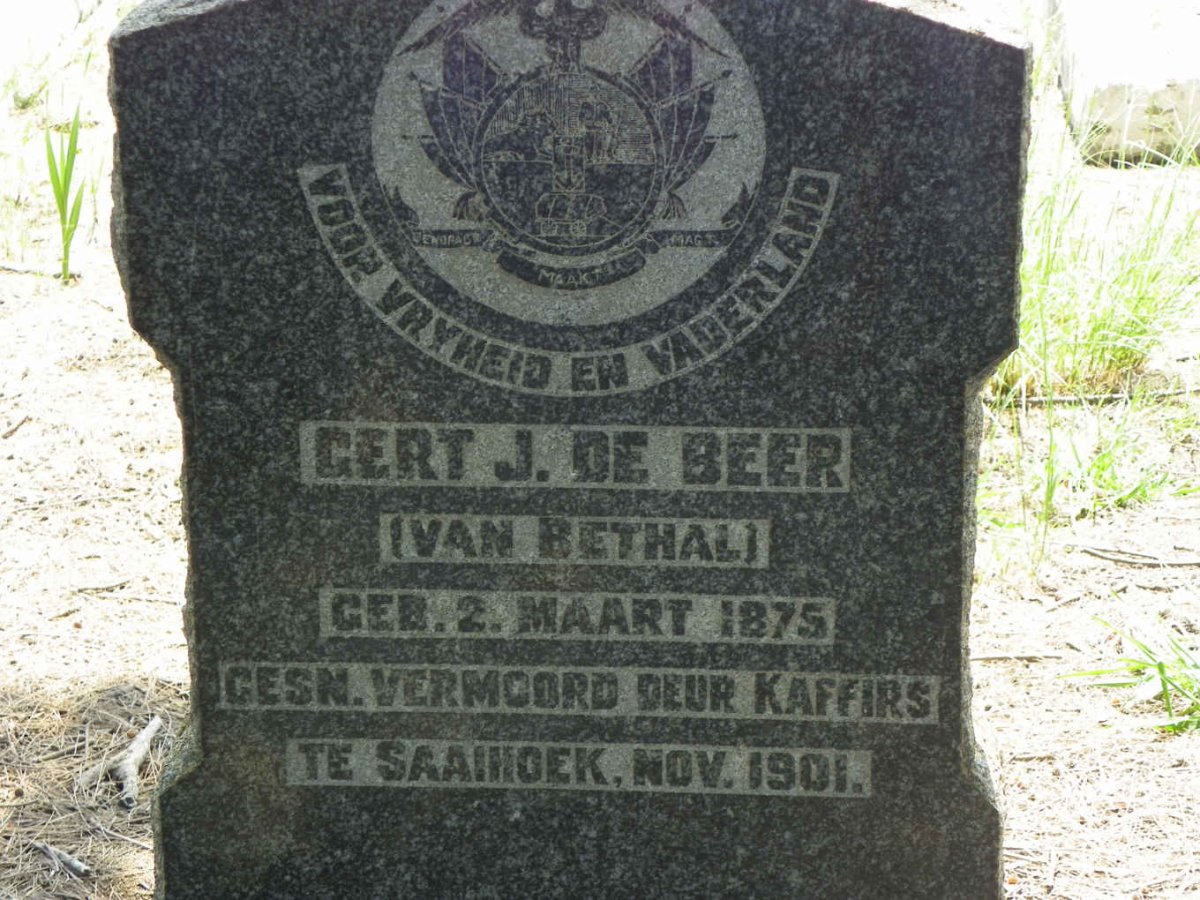 EENDRAGT
MAAKT
MAGT
VOOR VRYHEID EN VADERLAND
GERT J. DE BEER
(VAN BETHAL)
GEB. 2. MAART 1875
GESN. VERMOORD DEUR KAFFIRS
TE SAAIHOEK, NOV. 1901.